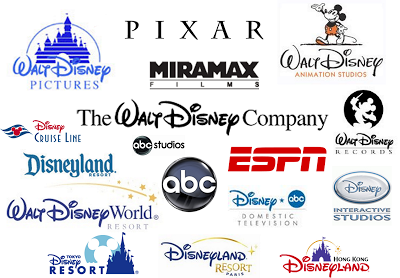 WALT DISNEY
PICTURES
PIXAR
MIRAMAX
FILMS
WALT DISNEY
ANIMATION STUDIOS
The WALT DISNEY Company
Disney
CRUISE LINE
abc studios
WALT DISNEY
RECORDS
Disneyland
RESORT
abc
ESPN
Disney abc
DOMESTIC
TELEVISION
Disney
INTERACTIVE
STUDIOS
WALT DISNEY World
RESORT
TOKYO
Disney
RESORT
DISNEYLAND
RESORT
PARIS
HONG KONG
DISNEYLAND